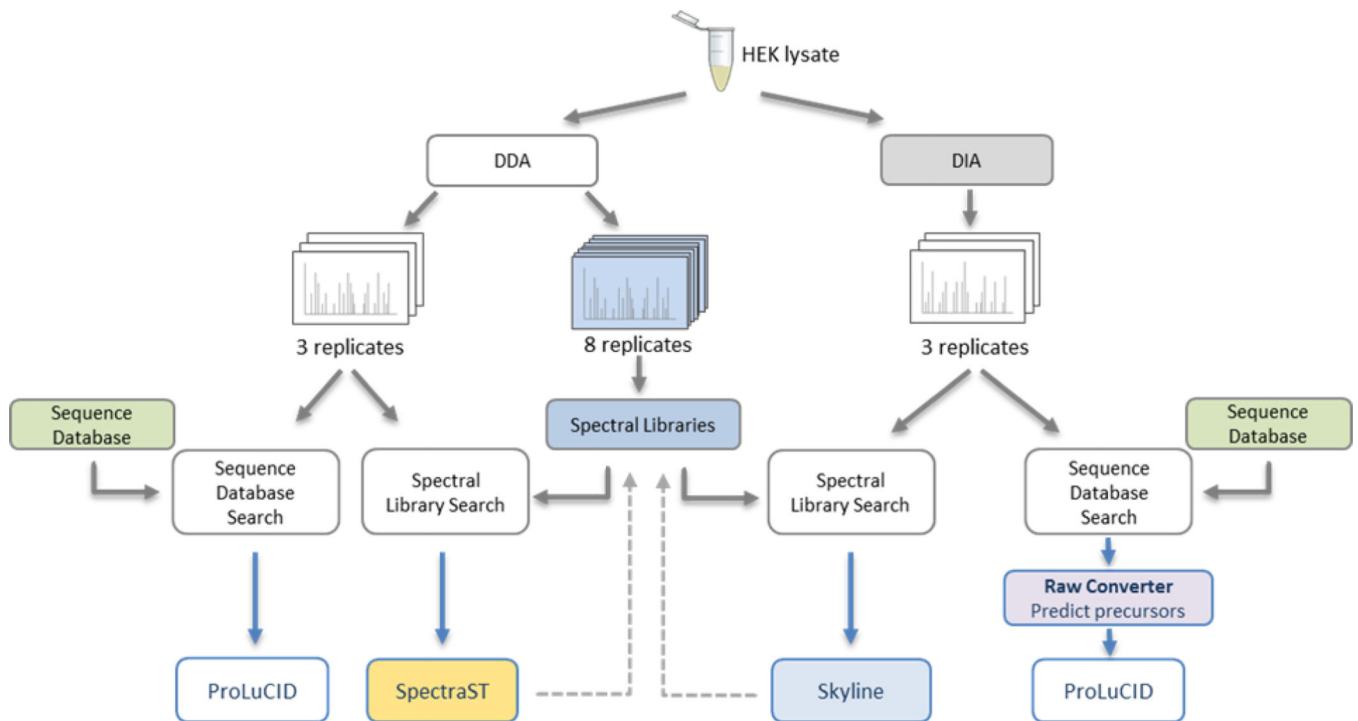 HEK lysate
DDA
DIA
3 replicates
8 replicates
3 replicates
Sequence
Database
Spectral Libraries
Sequence
Database
Sequence
Database
Search
Spectral
Library Search
Spectral
Library Search
Sequence
Database
Search
Raw Converter
Predict precursors
ProLuCID
SpectraST
Skyline
ProLuCID